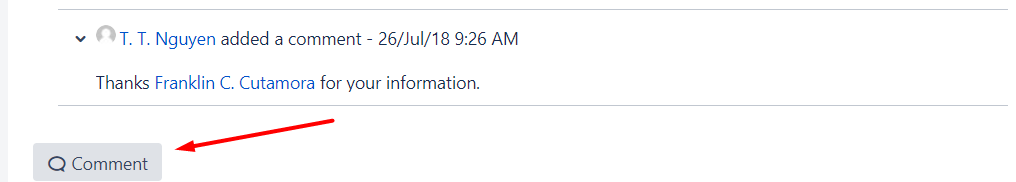 T. T. Nguyen added a comment - 26/Jul/18 9:26 AM
Thanks Franklin C. Cutamora for your information.
Comment